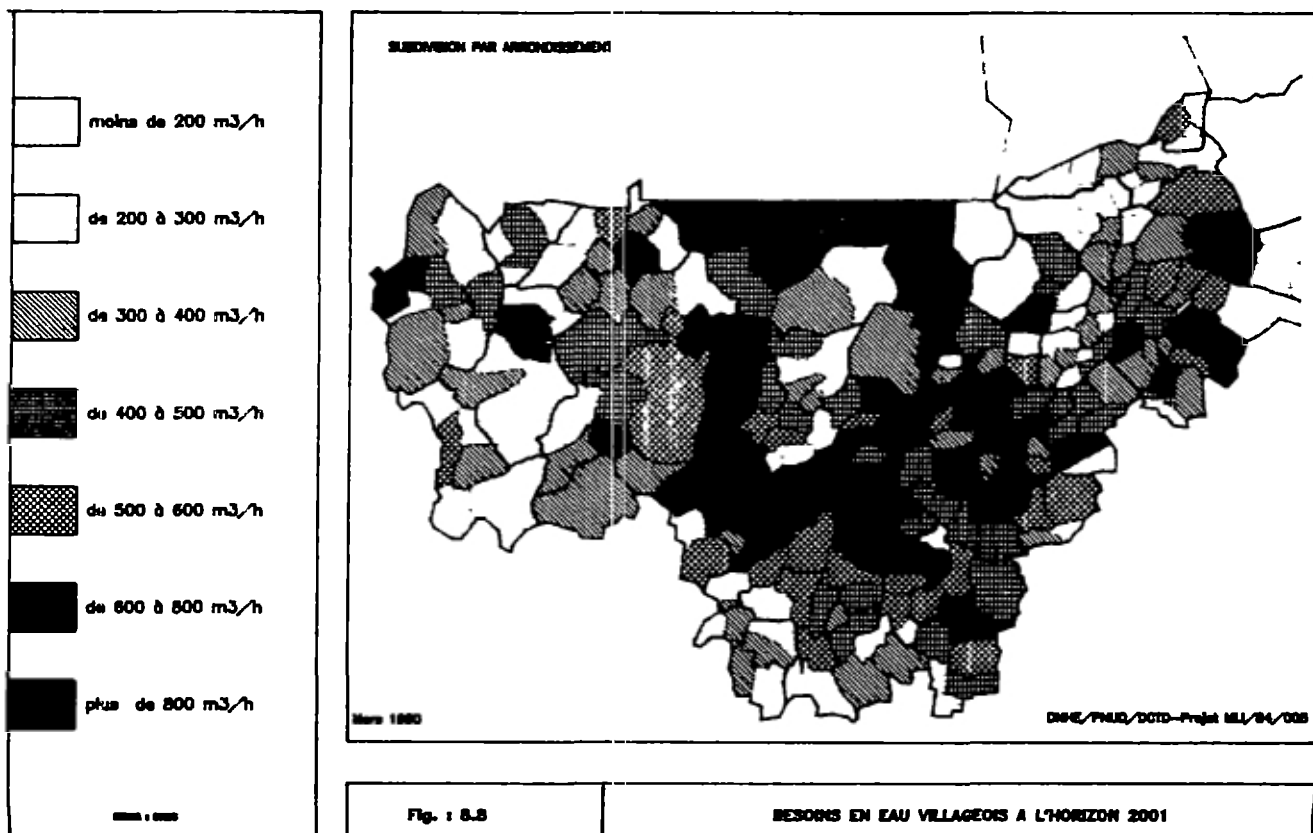 moins de 200 m3/h
de 200 à 300 m3/h
de 300 à 400 m3/h
du 400 à 500 m3/h
du 500 à 600 m3/h
de 600 à 800 m3/h
plus de 800 m3/h
SUBDIVISION PAR ARRONDISSEMENT
Mars 1990
DNHE/PNUD/DCTD-Projet MLI/84/005
Fig. : 8.8
BESOINS EN EAU VILLAGEOIS A L'HORIZON 2001